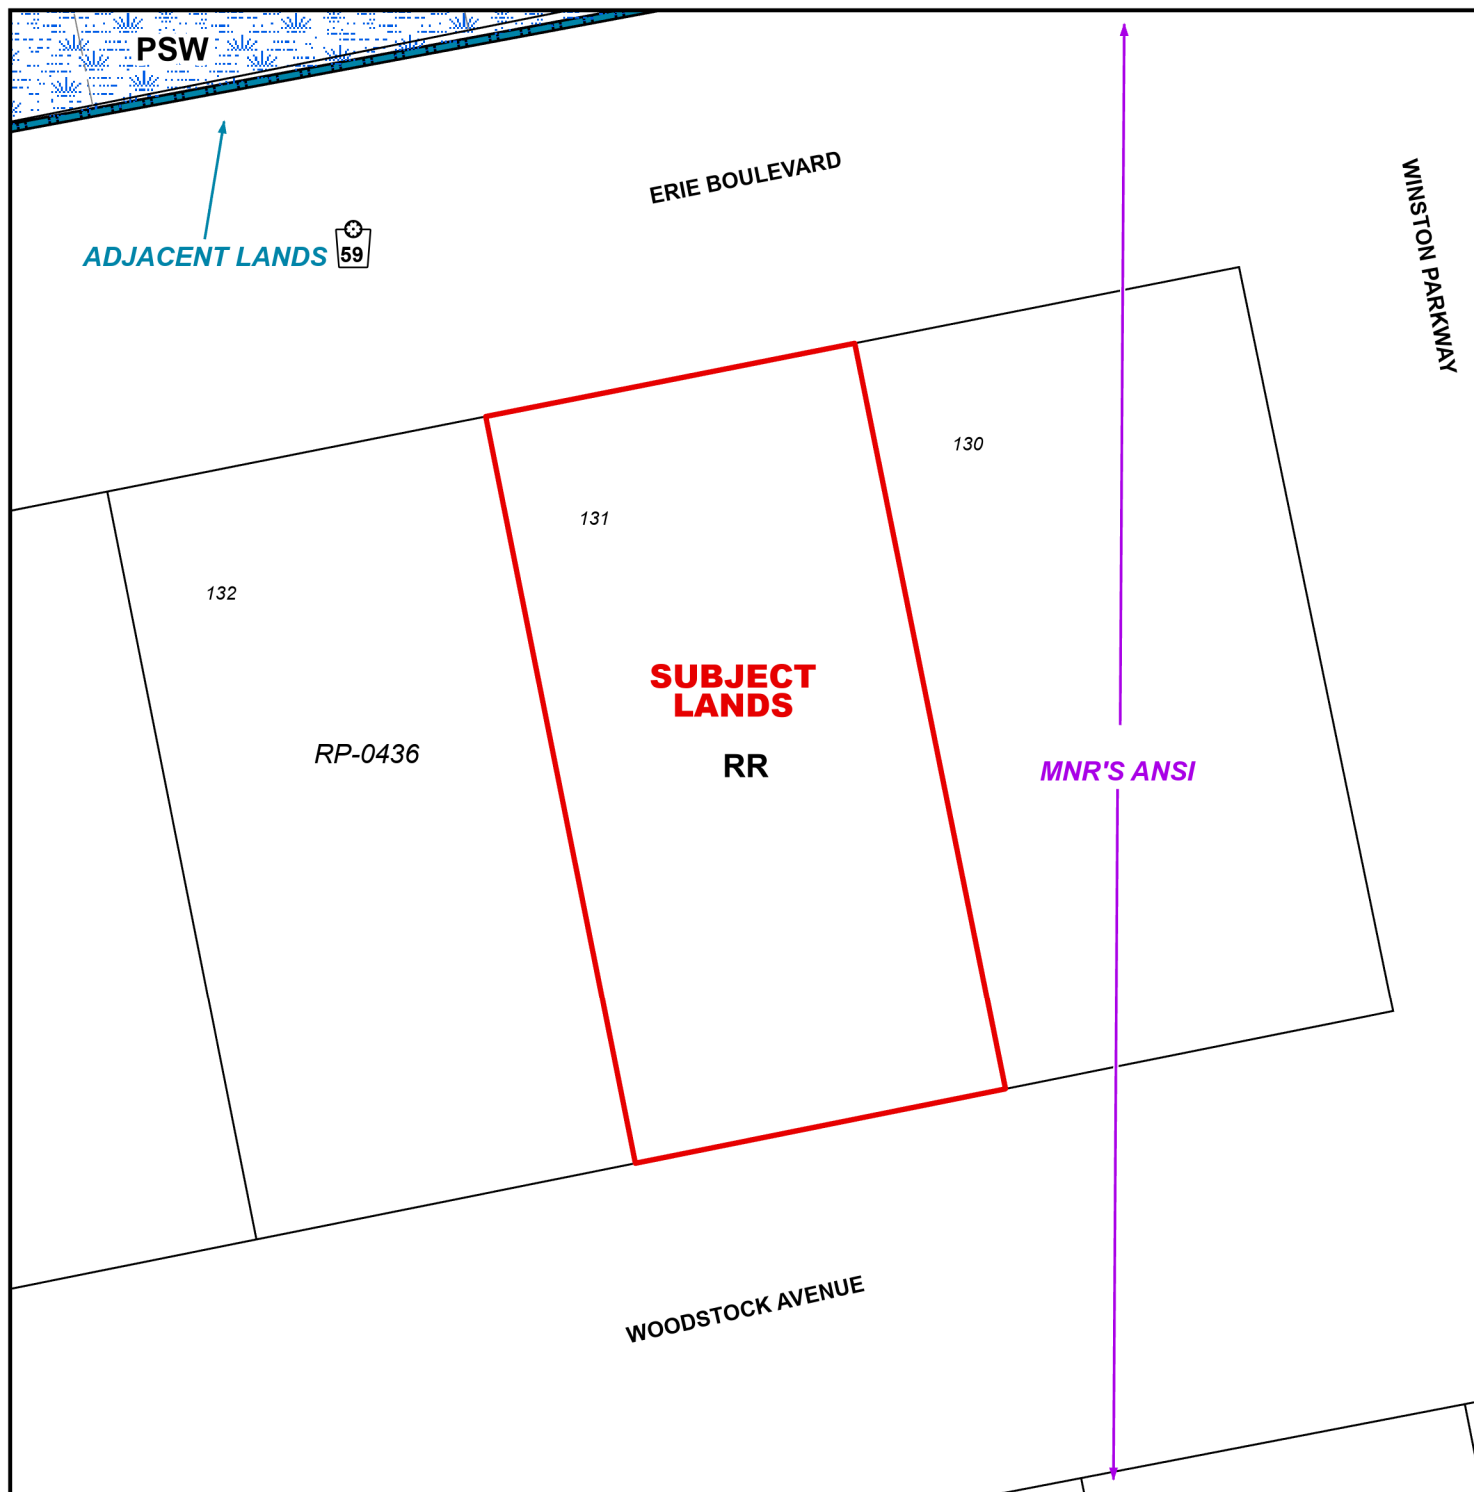 PSW
ERIE BOULEVARD
WINSTON PARKWAY
ADJACENT LANDS
59
130
131
132
SUBJECT
LANDS
RP-0436
RR
MNR'S ANSI
WOODSTOCK AVENUE